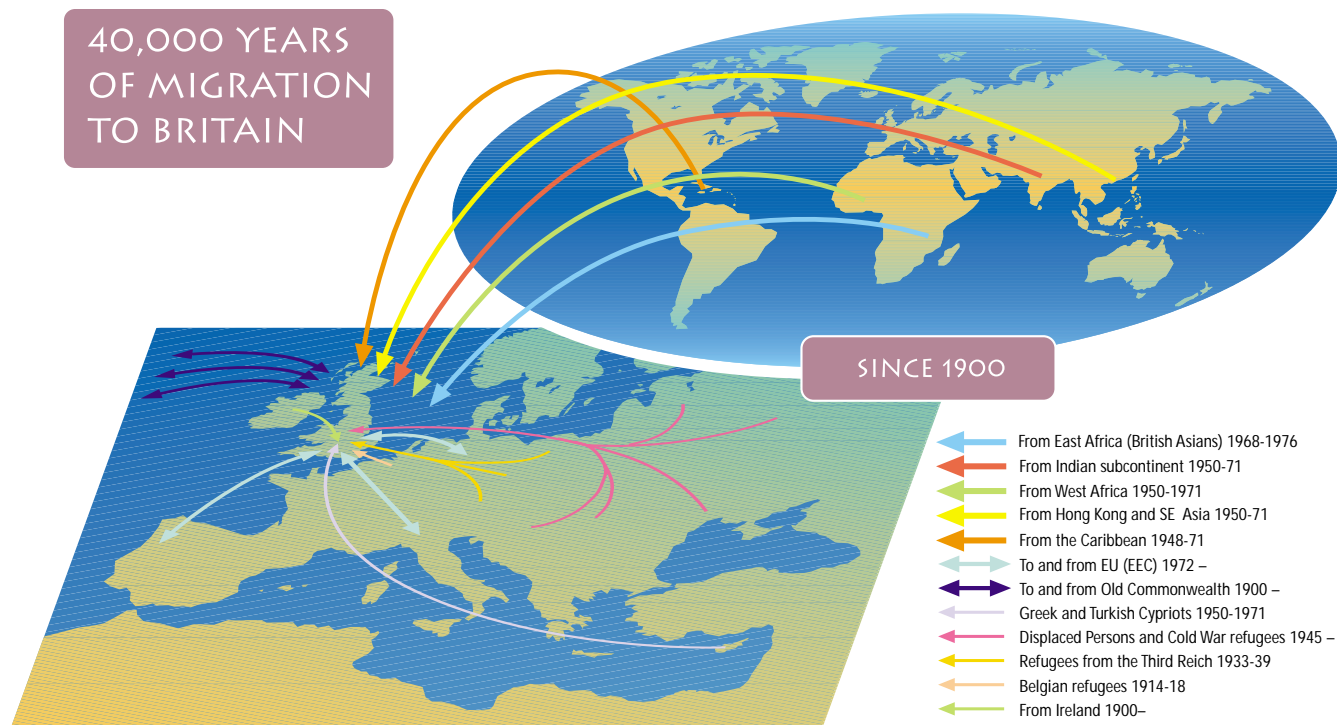 40,000 YEARS
OF MIGRATION
TO BRITAIN
SINCE 1900
From East Africa (British Asians) 1968-1976
From Indian subcontinent 1950-71
From West Africa 1950-1971
From Hong Kong and SE Asia 1950-71
From the Caribbean 1948-71
To and from EU (EEC) 1972 –
To and from Old Commonwealth 1900 –
Greek and Turkish Cypriots 1950-1971
Displaced Persons and Cold War refugees 1945 –
Refugees from the Third Reich 1933-39
Belgian refugees 1914-18
From Ireland 1900–